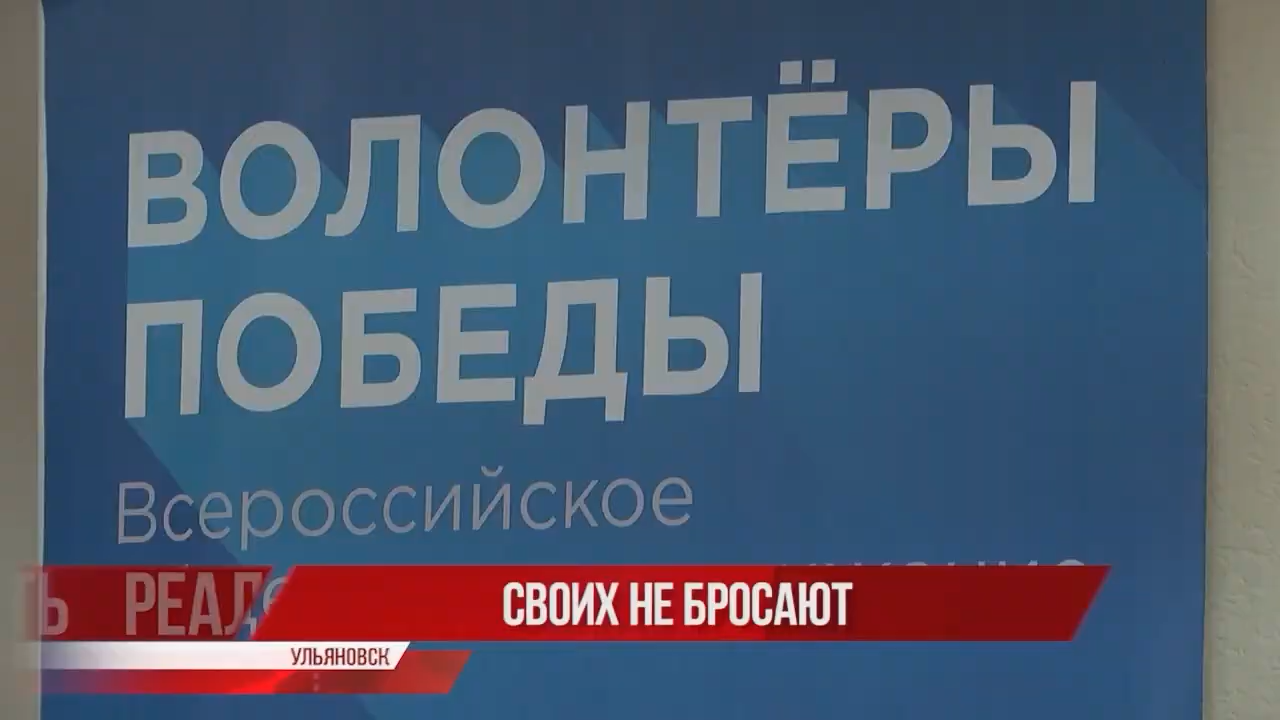 ВОЛОНТЁРЫ
ПОБЕДЫ
Всероссийское
СВОИХ НЕ БРОСАЮТ
УЛЬЯНОВСК